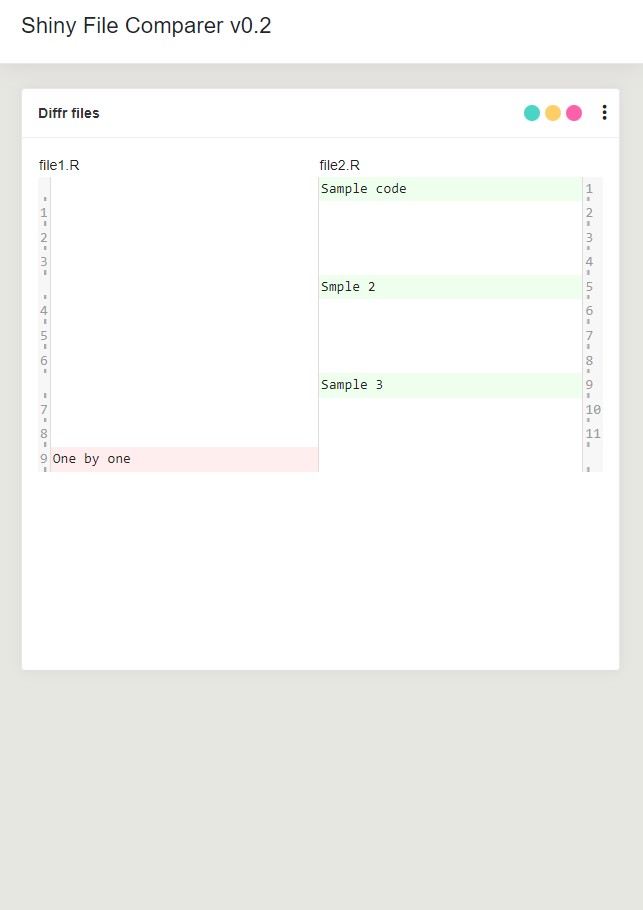 Shiny File Comparer v0.2
Diffr files
file1.R file2.R
Sample code 1
1 2
2 3
3 4
Smple 2 5
4 6
5 7
6 8
Sample 3 9
7 10
8 11
9 One by one